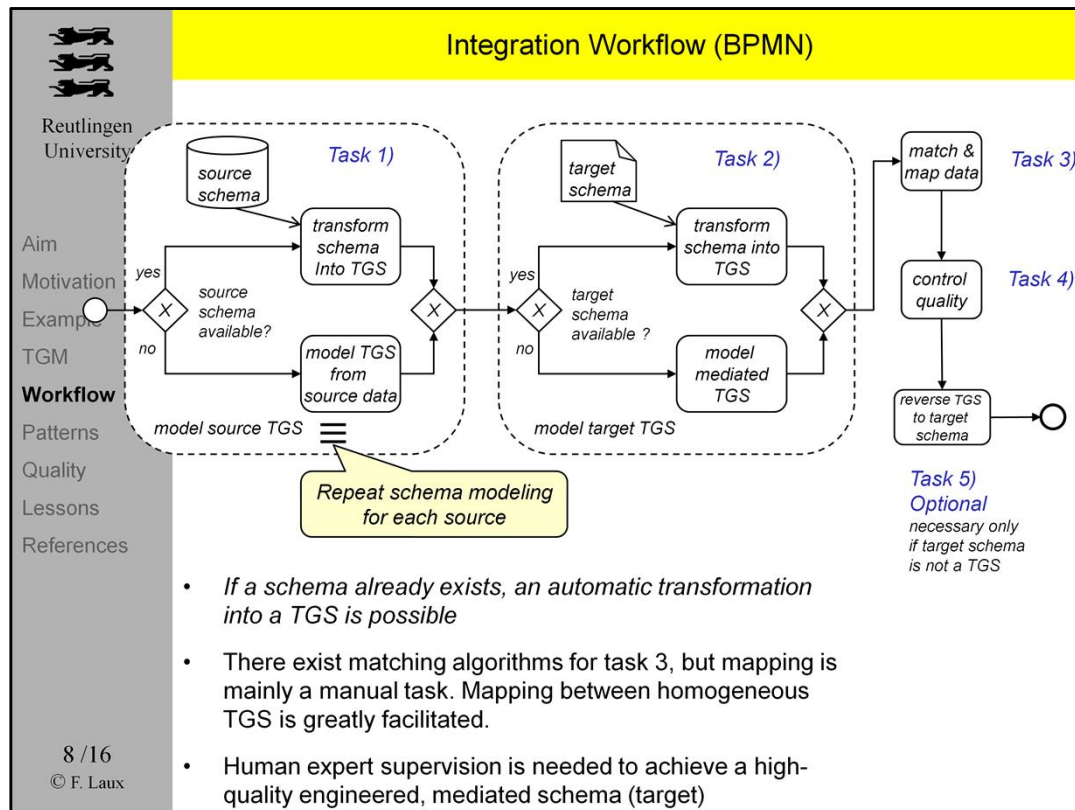 Integration Workflow (BPMN)
Reutlingen
University
Aim
Motivation
Example
TGM
Workflow
Patterns
Quality
Lessons
References
8 /16
© F. Laux
Task 1)
source
schema
transform
schema
Into TGS
yes
X
source
schema
available?
no
model TGS
from
source data
X
model source TGS
Repeat schema modeling
for each source
Task 2)
target
schema
transform
schema into
TGS
yes
X
target
schema
available ?
no
model
mediated
TGS
X
model target TGS
match &
map data
Task 3)
control
quality
Task 4)
reverse TGS
to target
schema
Task 5)
Optional
necessary only
if target schema
is not a TGS
• If a schema already exists, an automatic transformation
into a TGS is possible
• There exist matching algorithms for task 3, but mapping is
mainly a manual task. Mapping between homogeneous
TGS is greatly facilitated.
• Human expert supervision is needed to achieve a high-
quality engineered, mediated schema (target)